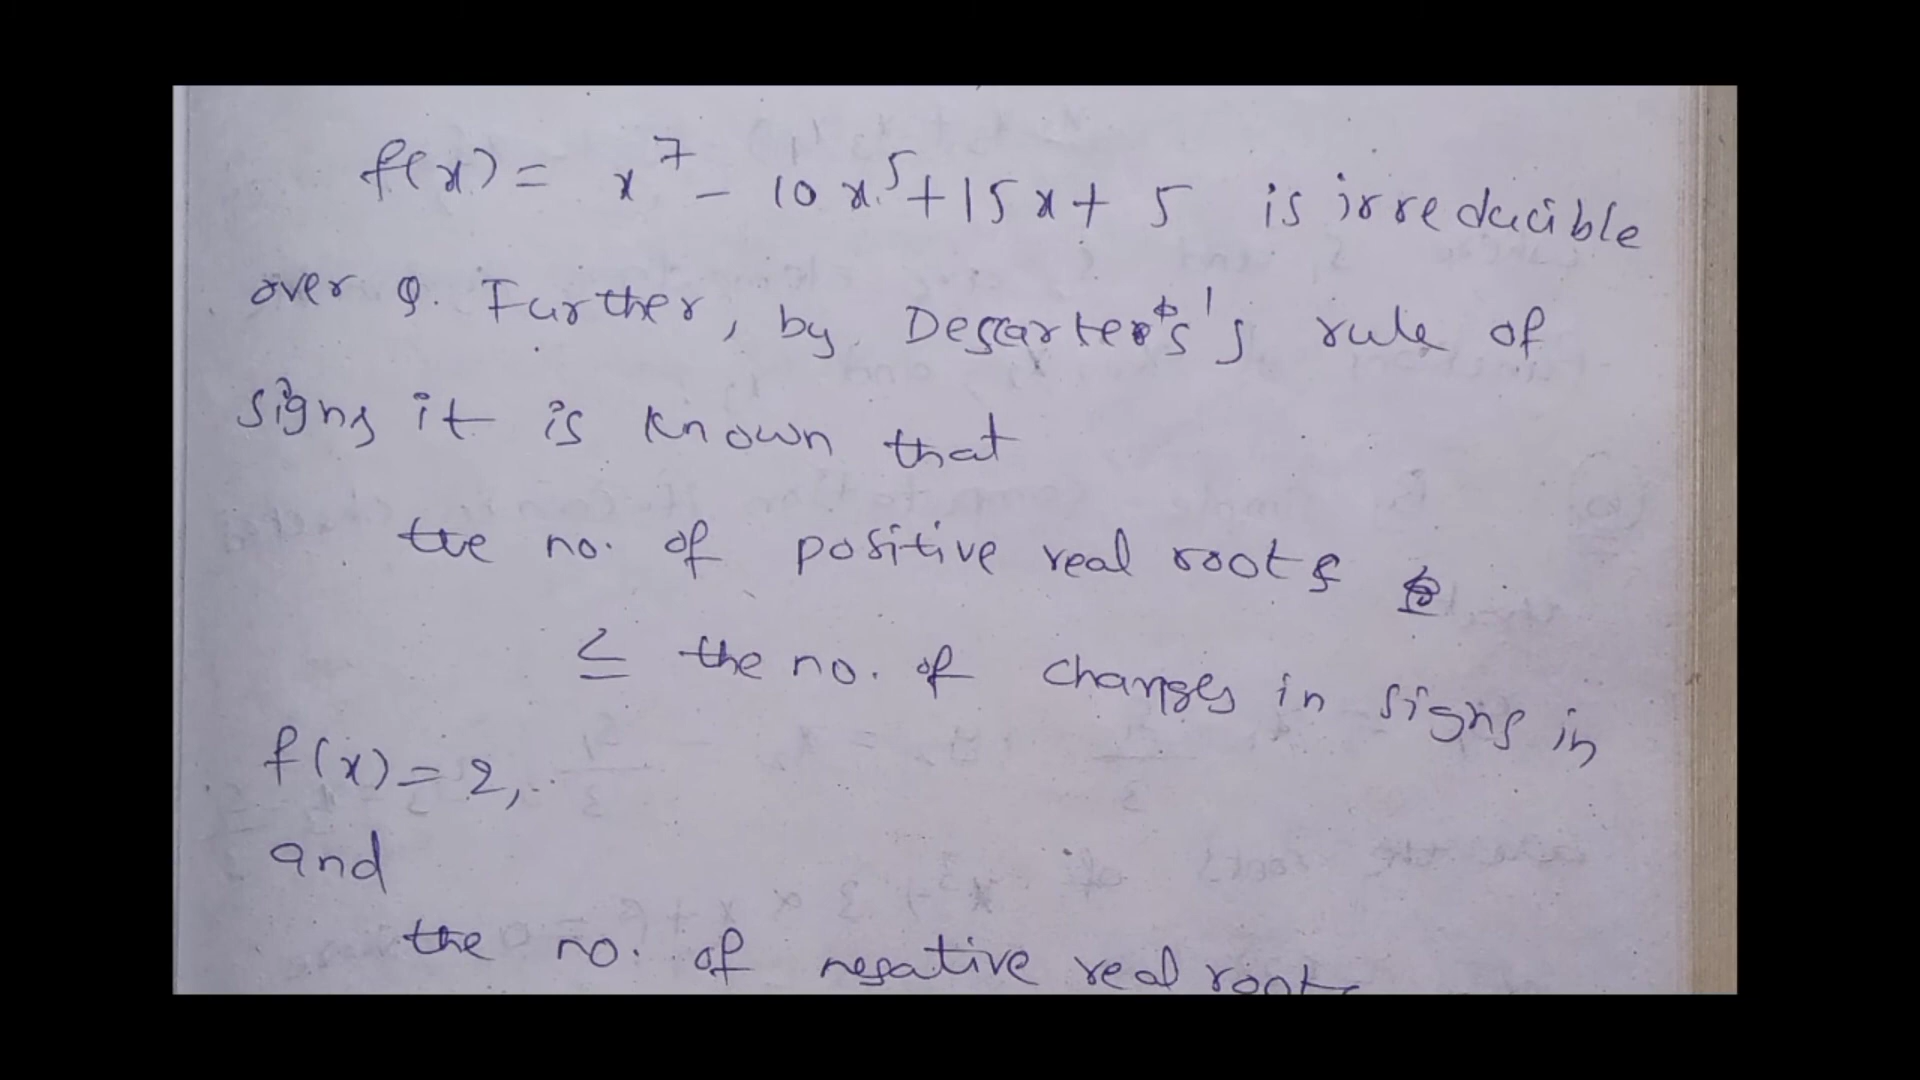 f(x) = x⁷ - 10x⁵ + 15x + 5 is irreducible
over Q. Further, by Descartes's rule of
signs it is known that
the no. of positive real roots
≤ the no. of changes in signs in
f(x) = 2,
and
the no. of negative real roots